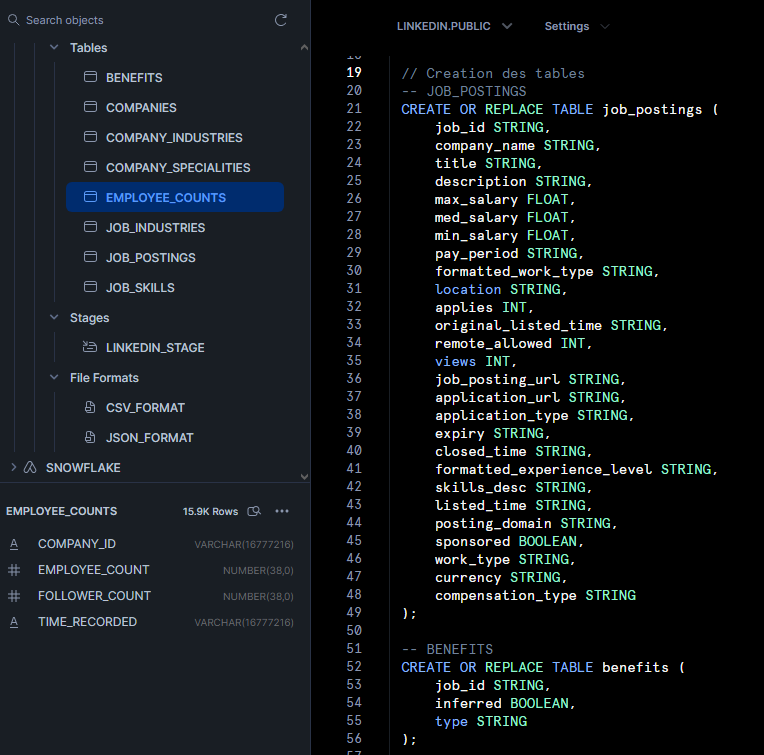 Search objects
Tables
BENEFITS
COMPANIES
COMPANY_INDUSTRIES
COMPANY_SPECIALITIES
EMPLOYEE_COUNTS
JOB_INDUSTRIES
JOB_POSTINGS
JOB_SKILLS
Stages
LINKEDIN_STAGE
File Formats
CSV_FORMAT
JSON_FORMAT
SNOWFLAKE
EMPLOYEE_COUNTS 15.9K Rows ...
A COMPANY_ID VARCHAR(16777216)
# EMPLOYEE_COUNT NUMBER(38,0)
# FOLLOWER_COUNT NUMBER(38,0)
A TIME_RECORDED VARCHAR(16777216)
LINKEDIN.PUBLIC Settings
19 // Creation des tables
20 -- JOB_POSTINGS
21 CREATE OR REPLACE TABLE job_postings (
22 job_id STRING,
23 company_name STRING,
24 title STRING,
25 description STRING,
26 max_salary FLOAT,
27 med_salary FLOAT,
28 min_salary FLOAT,
29 pay_period STRING,
30 formatted_work_type STRING,
31 location STRING,
32 applies INT,
33 original_listed_time STRING,
34 remote_allowed INT,
35 views INT,
36 job_posting_url STRING,
37 application_url STRING,
38 application_type STRING,
39 expiry STRING,
40 closed_time STRING,
41 formatted_experience_level STRING,
42 skills_desc STRING,
43 listed_time STRING,
44 posting_domain STRING,
45 sponsored BOOLEAN,
46 work_type STRING,
47 currency STRING,
48 compensation_type STRING
49 );
50
51 -- BENEFITS
52 CREATE OR REPLACE TABLE benefits (
53 job_id STRING,
54 inferred BOOLEAN,
55 type STRING
56 );